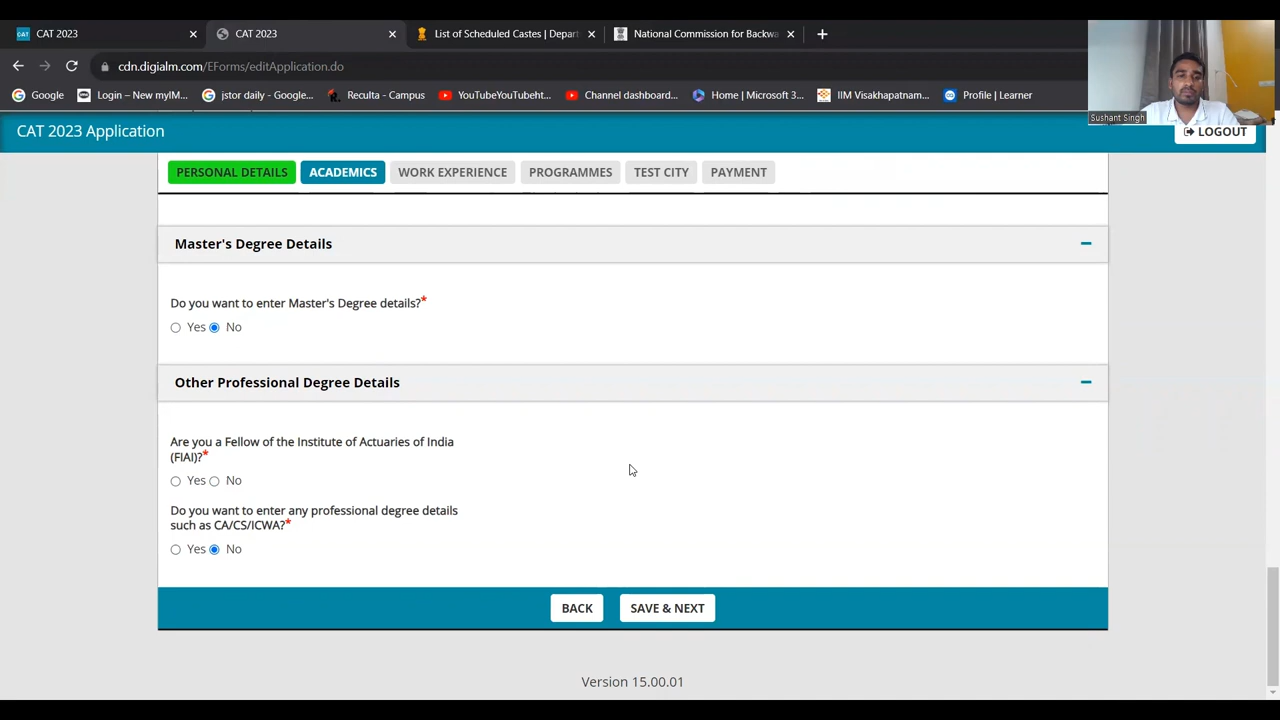 CAT 2023
CAT 2023
List of Scheduled Castes | Depar
National Commission for Backwa
cdn.digialm.com/EForms/editApplication.do
Google
Login – New myIM...
jstor daily - Google...
Reculta - Campus
YouTubeYouTubeht...
Channel dashboard...
Home | Microsoft 3...
IIM Visakhapatnam...
Profile | Learner
Sushant Singh
CAT 2023 Application
LOGOUT
PERSONAL DETAILS
ACADEMICS
WORK EXPERIENCE
PROGRAMMES
TEST CITY
PAYMENT
Master's Degree Details
Do you want to enter Master's Degree details?*
Yes No
Other Professional Degree Details
Are you a Fellow of the Institute of Actuaries of India
(FIAI)?*
Yes No
Do you want to enter any professional degree details
such as CA/CS/ICWA?*
Yes No
BACK
SAVE & NEXT
Version 15.00.01